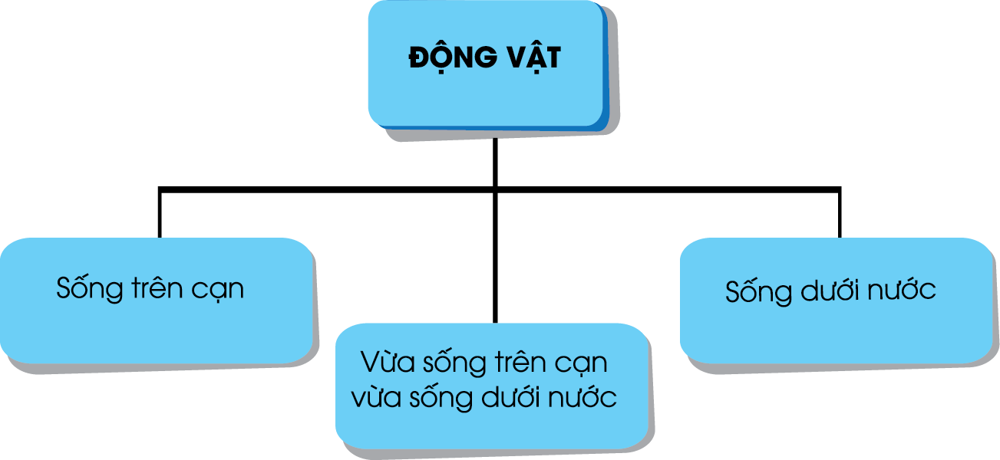 ĐỘNG VẬT
Sống trên cạn
Vừa sống trên cạn
vừa sống dưới nước
Sống dưới nước